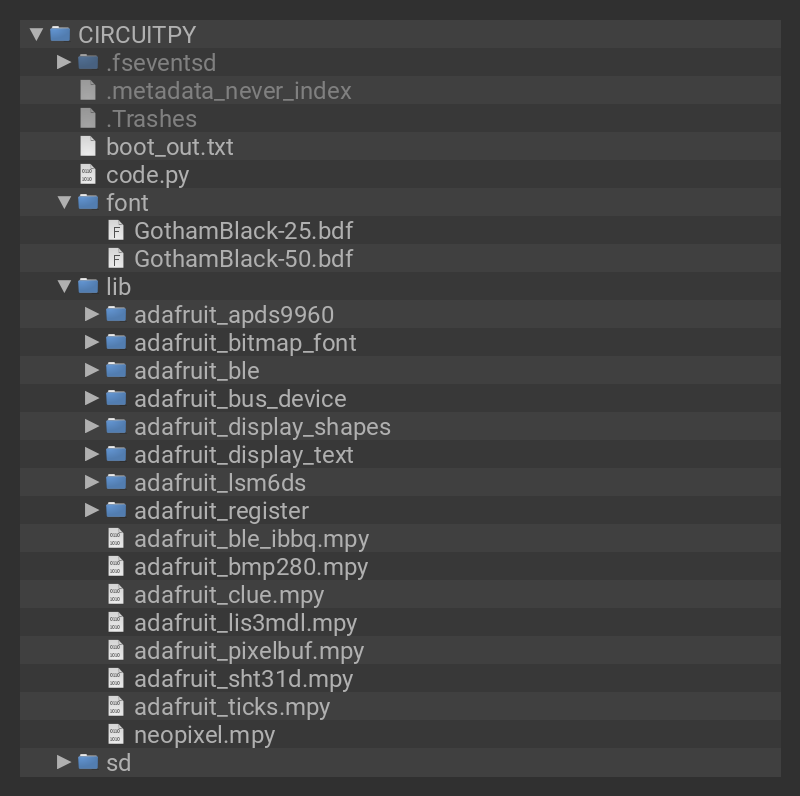 CIRCUITPY
.fseventsd
.metadata_never_index
.Trashes
boot_out.txt
code.py
font
GothamBlack-25.bdf
GothamBlack-50.bdf
lib
adafruit_apds9960
adafruit_bitmap_font
adafruit_ble
adafruit_bus_device
adafruit_display_shapes
adafruit_display_text
adafruit_lsm6ds
adafruit_register
adafruit_ble_ibbq.mpy
adafruit_bmp280.mpy
adafruit_clue.mpy
adafruit_lis3mdl.mpy
adafruit_pixelbuf.mpy
adafruit_sht31d.mpy
adafruit_ticks.mpy
neopixel.mpy
sd